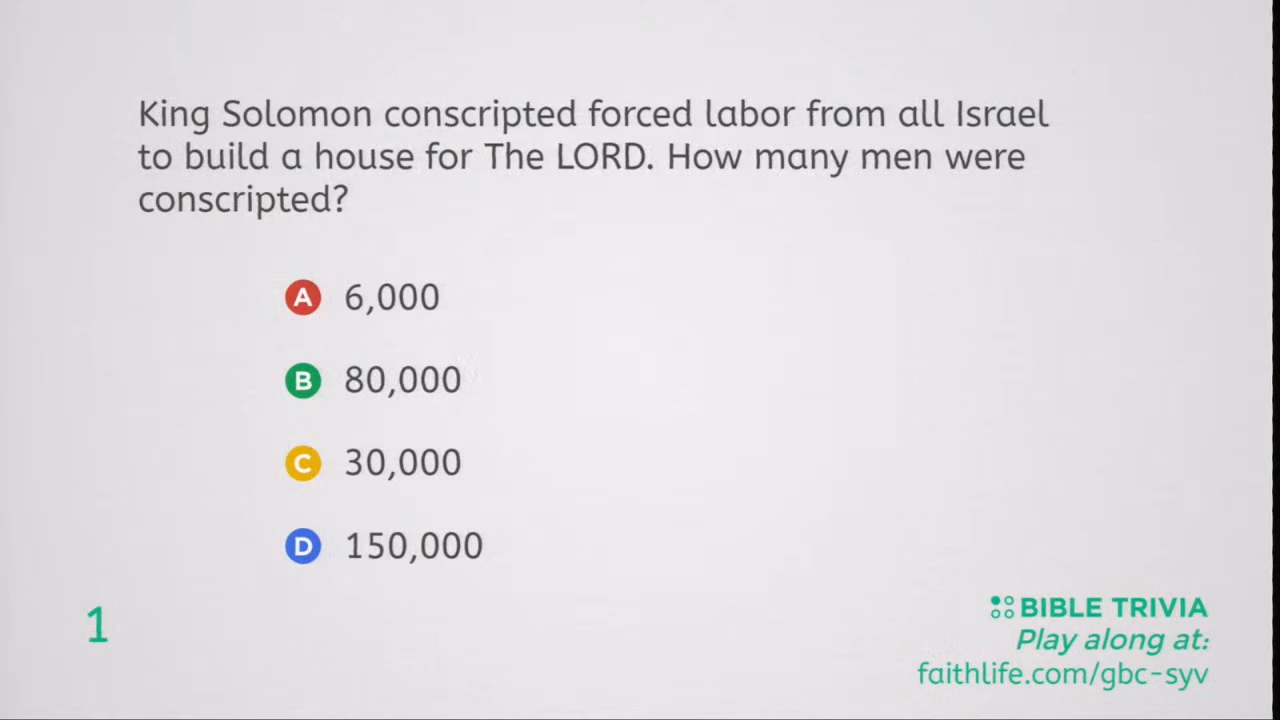 King Solomon conscripted forced labor from all Israel
to build a house for The LORD. How many men were
conscripted?
A 6,000
B 80,000
C 30,000
D 150,000
1
BIBLE TRIVIA
Play along at:
faithlife.com/gbc-syv